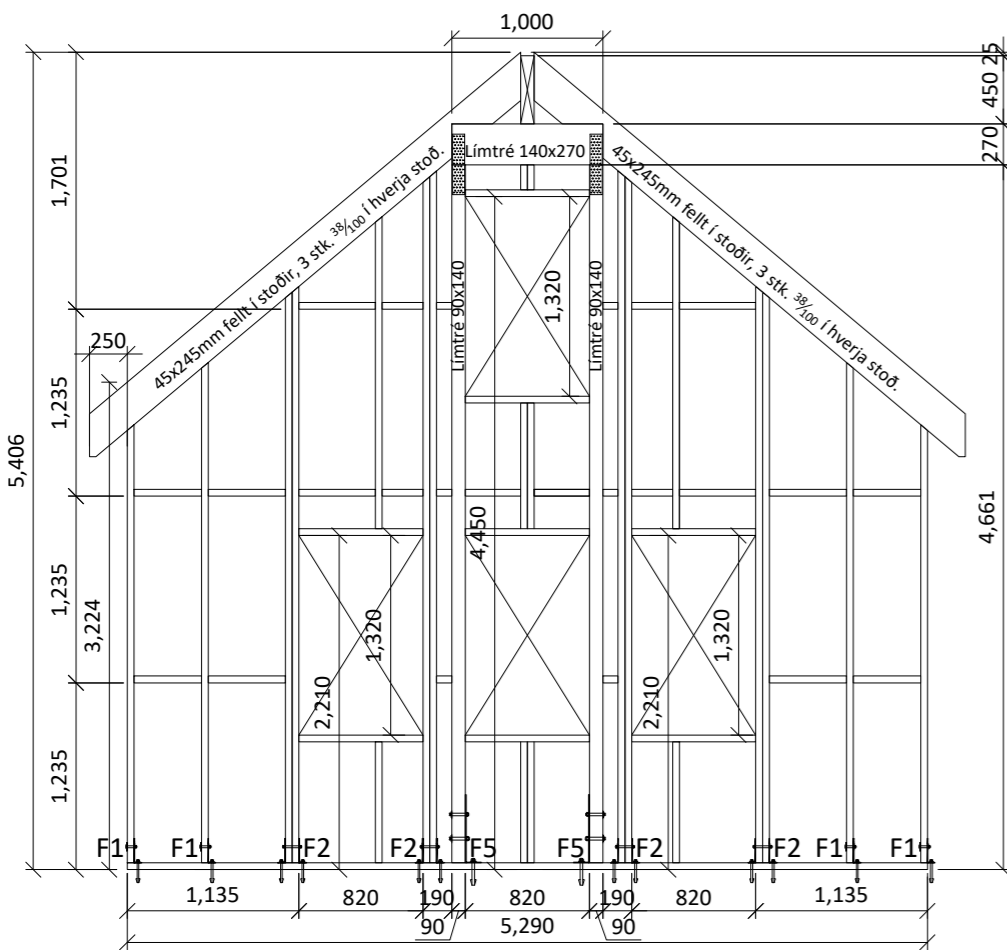 1,000
25
450
270
Límtré 140x270
45x245mm fellt í stoðir, 3 stk. 38/100 í hverja stoð.
45x245mm fellt í stoðir, 3 stk. 38/100 í hverja stoð.
1,701
Límtré 90x140
1,320
Límtré 90x140
250
1,235
5,406
4,661
4,450
1,235
3,224
1,320
2,210
1,320
2,210
1,235
F1
F1
F2
F2
F5
F5
F2
F2
F1
F1
1,135
820
190
820
190
820
1,135
90
5,290
90